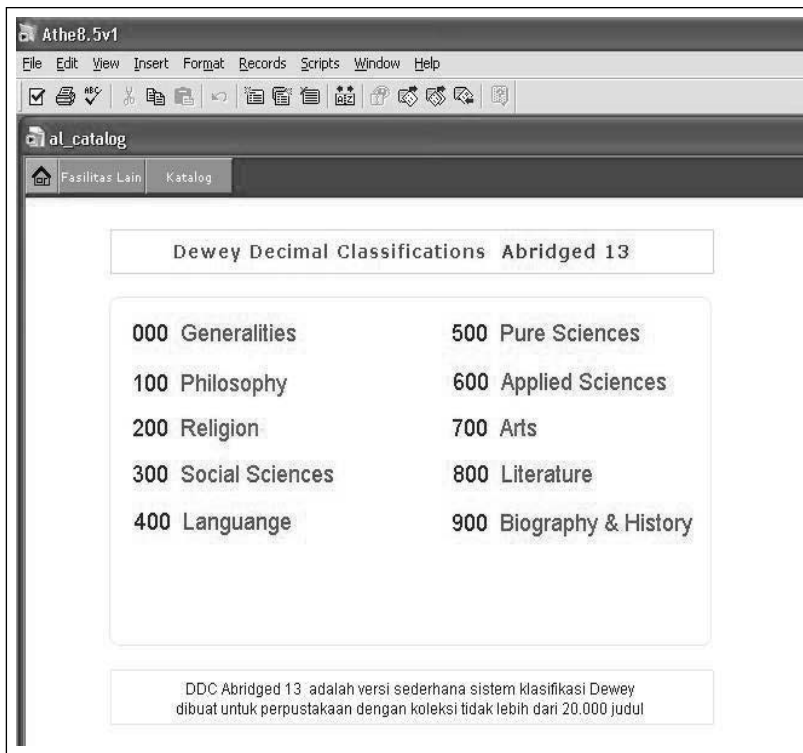 Athe8.5v1
File Edit View Insert Format Records Scripts Window Help
al_catalog
Fasilitas Lain Katalog
Dewey Decimal Classifications Abridged 13
000 Generalities
100 Philosophy
200 Religion
300 Social Sciences
400 Languange
500 Pure Sciences
600 Applied Sciences
700 Arts
800 Literature
900 Biography & History
DDC Abridged 13 adalah versi sederhana sistem klasifikasi Dewey
dibuat untuk perpustakaan dengan koleksi tidak lebih dari 20.000 judul